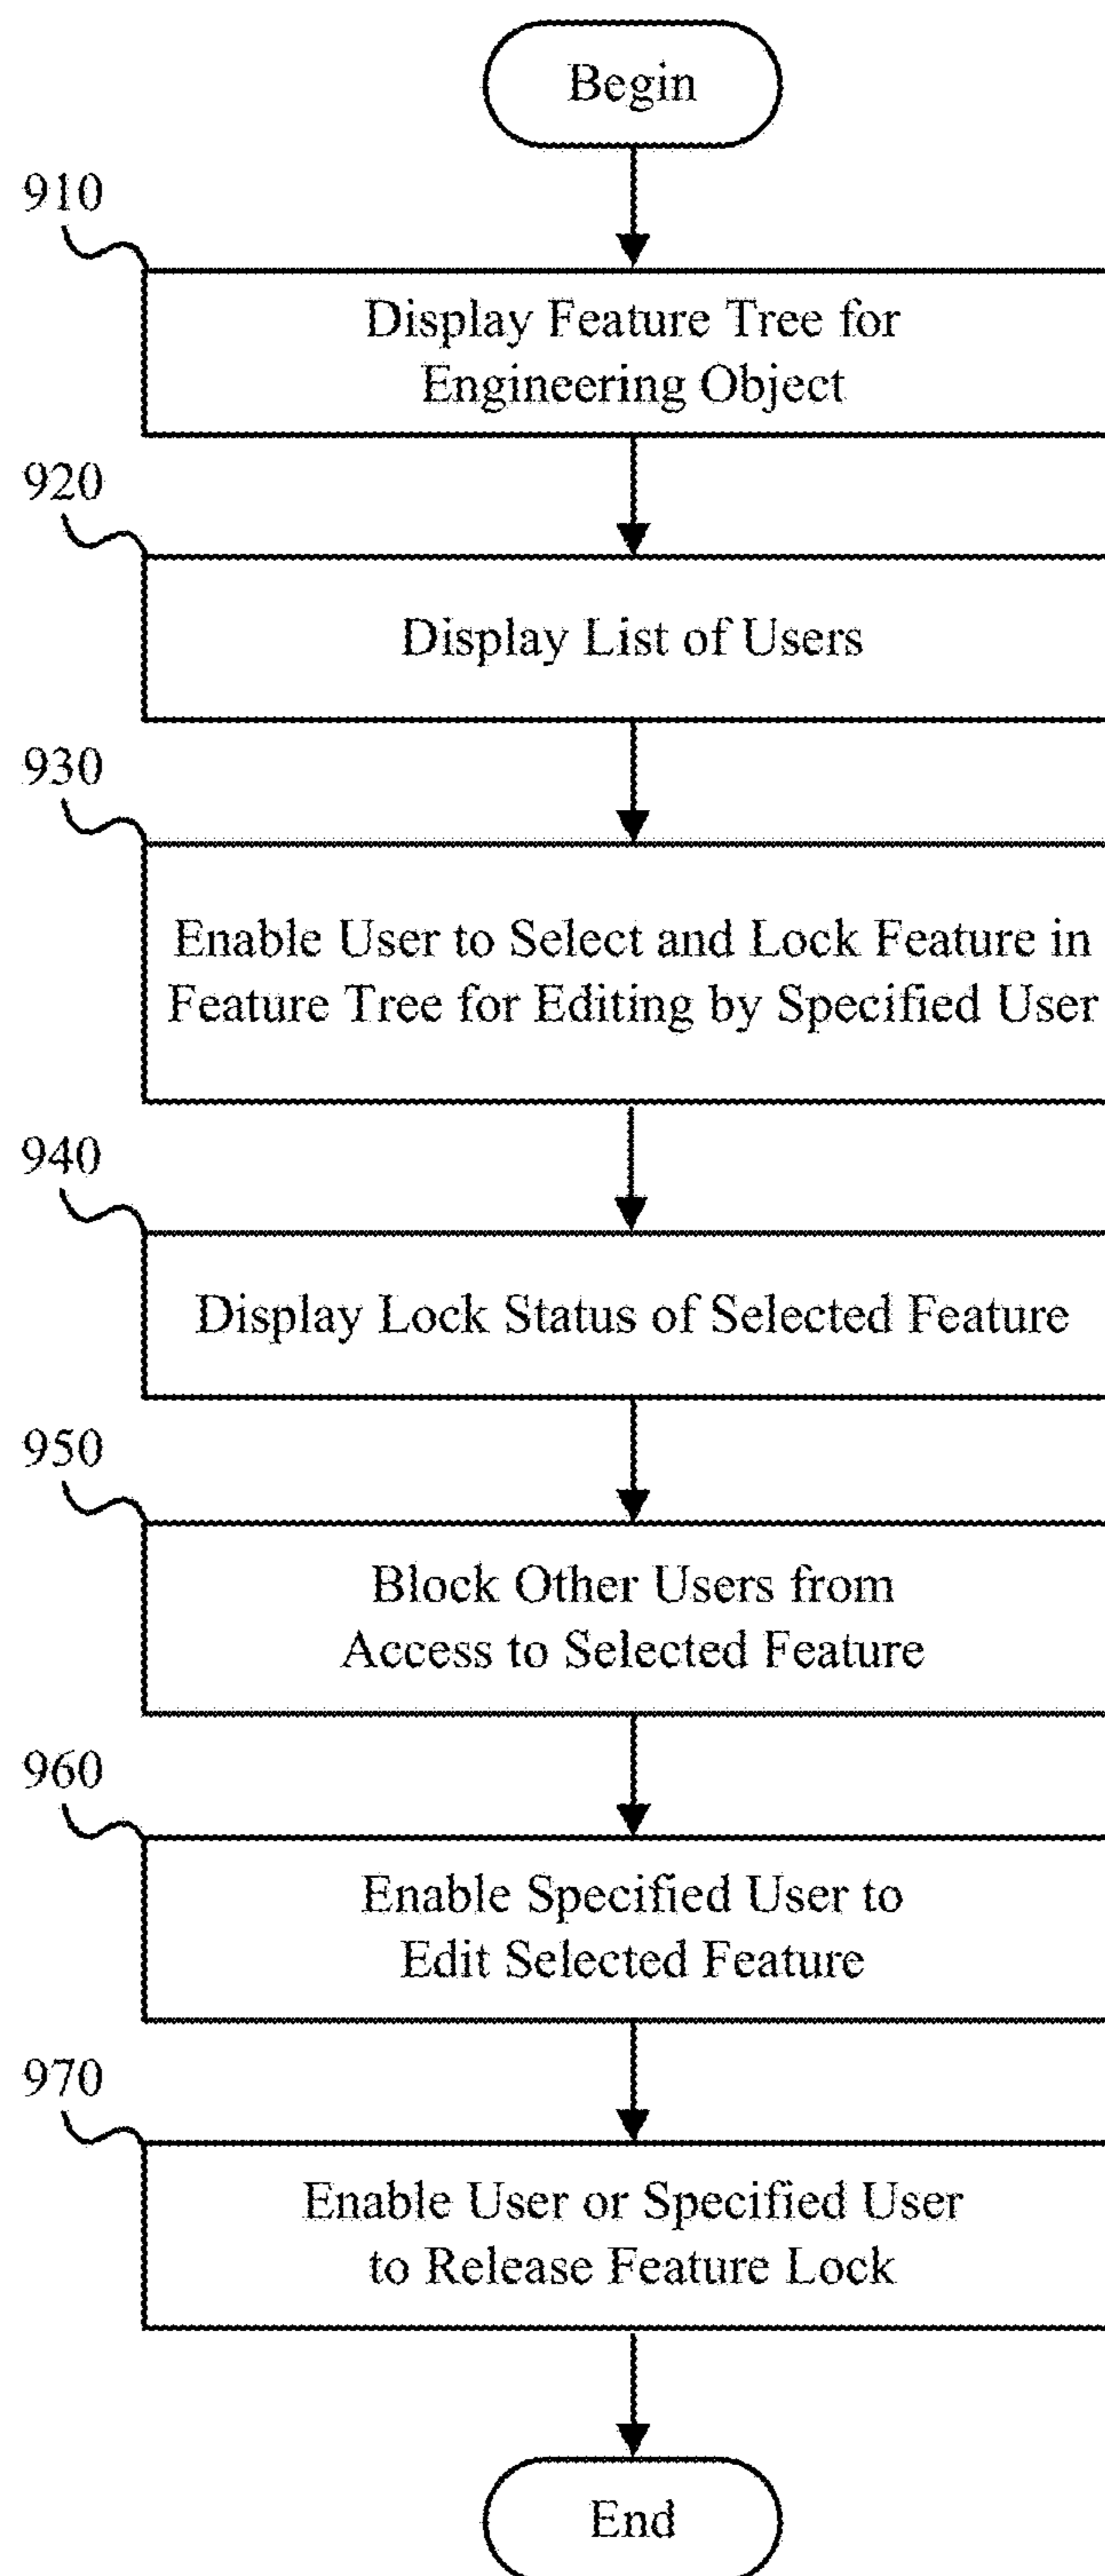 Begin
910
Display Feature Tree for
Engineering Object
920
Display List of Users
930
Enable User to Select and Lock Feature in
Feature Tree for Editing by Specified User
940
Display Lock Status of Selected Feature
950
Block Other Users from
Access to Selected Feature
960
Enable Specified User to
Edit Selected Feature
970
Enable User or Specified User
to Release Feature Lock
End